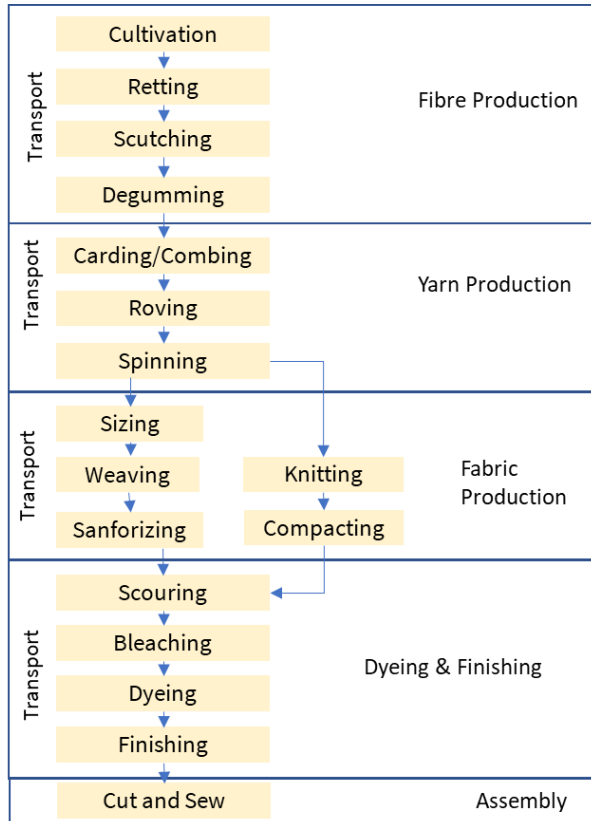 Transport
Cultivation
Retting
Scutching
Degumming
Fibre Production
Transport
Carding/Combing
Roving
Spinning
Yarn Production
Transport
Sizing
Weaving
Sanforizing
Knitting
Compacting
Fabric
Production
Transport
Scouring
Bleaching
Dyeing
Finishing
Dyeing & Finishing
Cut and Sew
Assembly